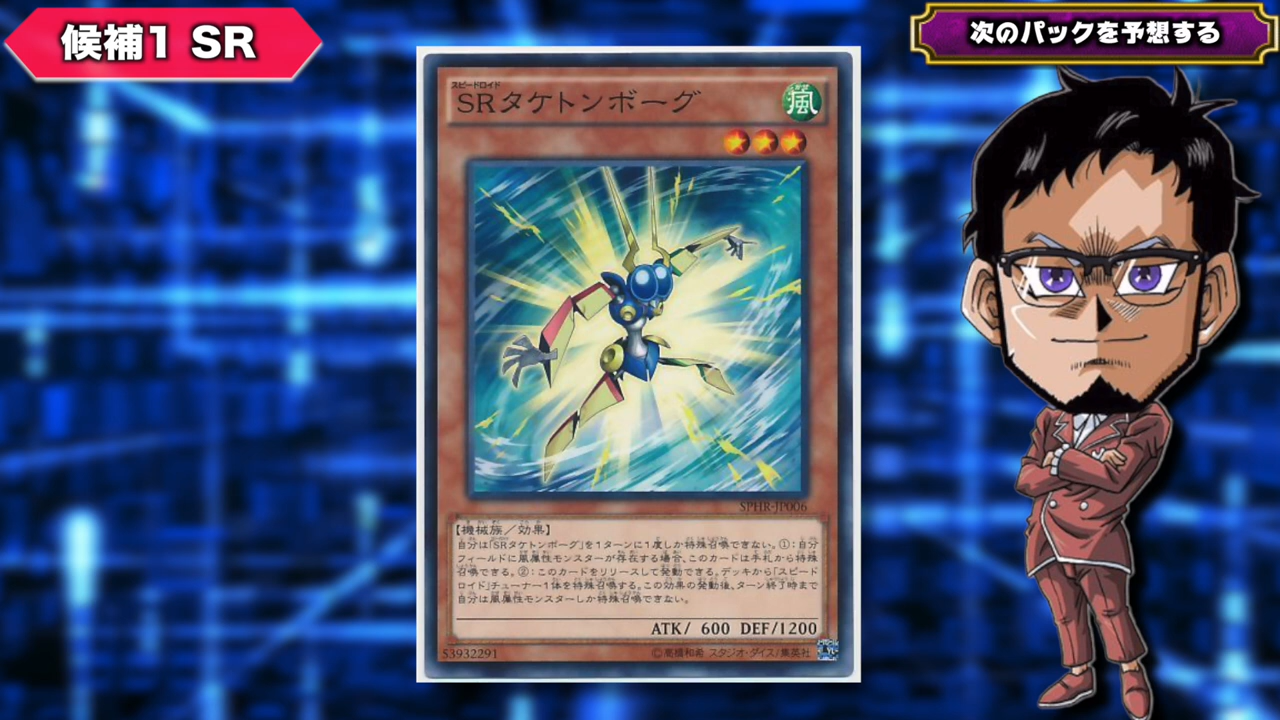 候補1 SR
次のパックを予想する
スピードロイド
SRタケトンボーグ
風
SPHR-JP006
【機械族/効果】
自分は「SRタケトンボーグ」を1ターンに1度しか特殊召喚できない。①:自分
フィールドに風属性モンスターが存在する場合、このカードは手札から特殊
召喚できる。②:このカードをリリースして発動できる。デッキから「スピード
ロイド」チューナー1体を特殊召喚する。この効果の発動後、ターン終了時まで
自分は風属性モンスターしか特殊召喚できない。
ATK/ 600 DEF/1200
53932291
©高橋和希 スタジオ・ダイス/集英社